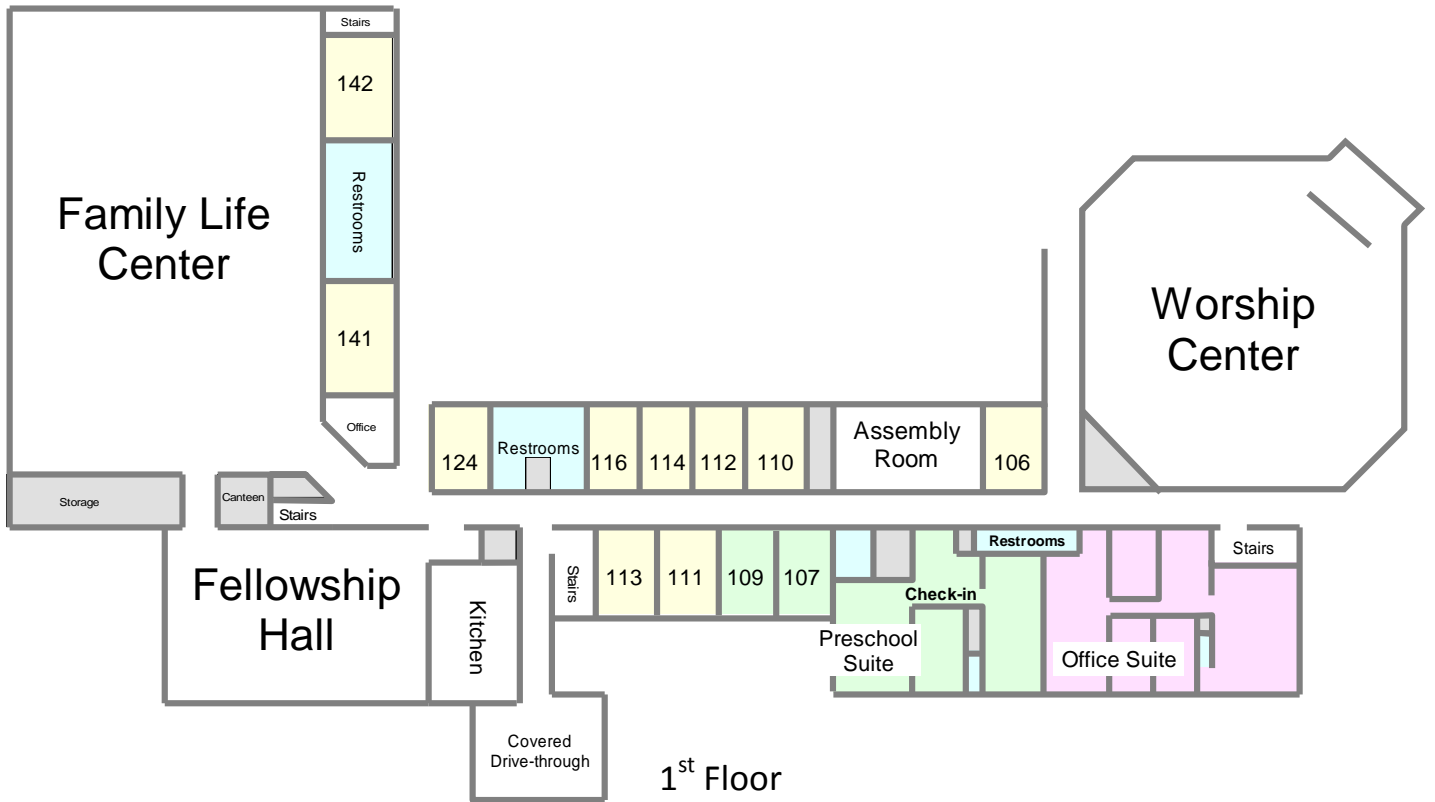 Stairs
142
Restrooms
Family Life
Center
141
Office
Worship
Center
124
Restrooms
116
114
112
110
Assembly
Room
106
Storage
Canteen
Stairs
Fellowship
Hall
Kitchen
Stairs
113
111
109
107
Restrooms
Check-in
Preschool
Suite
Office Suite
Stairs
Covered
Drive-through
1st Floor